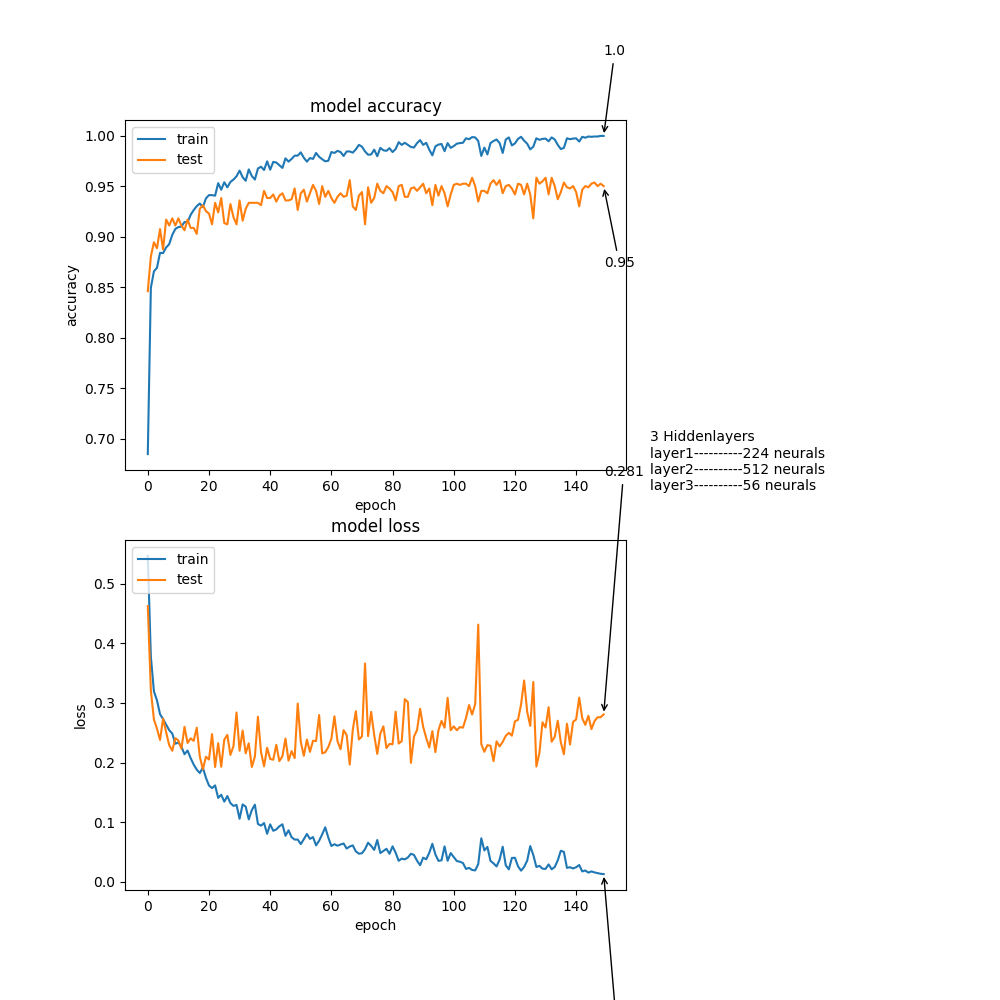 1.0
model accuracy
1.00
0.95
0.90
0.85
0.80
0.75
0.70
accuracy
train
test
0.95
0 20 40 60 80 100 120 140
epoch
3 Hiddenlayers
layer1----------224 neurals
layer2----------512 neurals
layer3----------56 neurals
0.281
model loss
0.5
0.4
0.3
0.2
0.1
0.0
loss
train
test
0 20 40 60 80 100 120 140
epoch